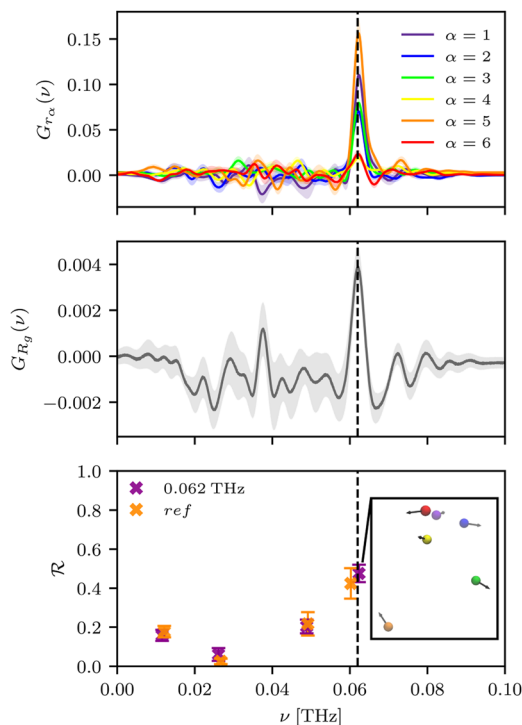 G_{r_α}(ν)
0.15
0.10
0.05
0.00
α = 1
α = 2
α = 3
α = 4
α = 5
α = 6
G_{R_g}(ν)
0.004
0.002
0.000
−0.002
ℛ
1.0
0.8
0.6
0.4
0.2
0.0
0.062 THz
ref
0.00 0.02 0.04 0.06 0.08 0.10
ν [THz]